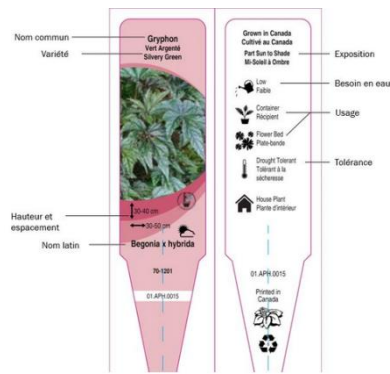 Nom commun
Variété
Hauteur et
espacement
Nom latin
Gryphon
Vert Argenté
Silvery Green
30-40 cm
30-50 cm
Begonia x hybrida
70-1201
01.APH.0015
Grown in Canada
Cultivé au Canada
Part Sun to Shade
Mi-Soleil à Ombre
Low
Faible
Container
Récipient
Flower Bed
Plate-banda
Drought Tolerant
Tolérant à la
sécheresse
House Plant
Plante d'intérieur
01.APH.0015
Printed in
Canada
Exposition
Besoin en eau
Usage
Tolérance